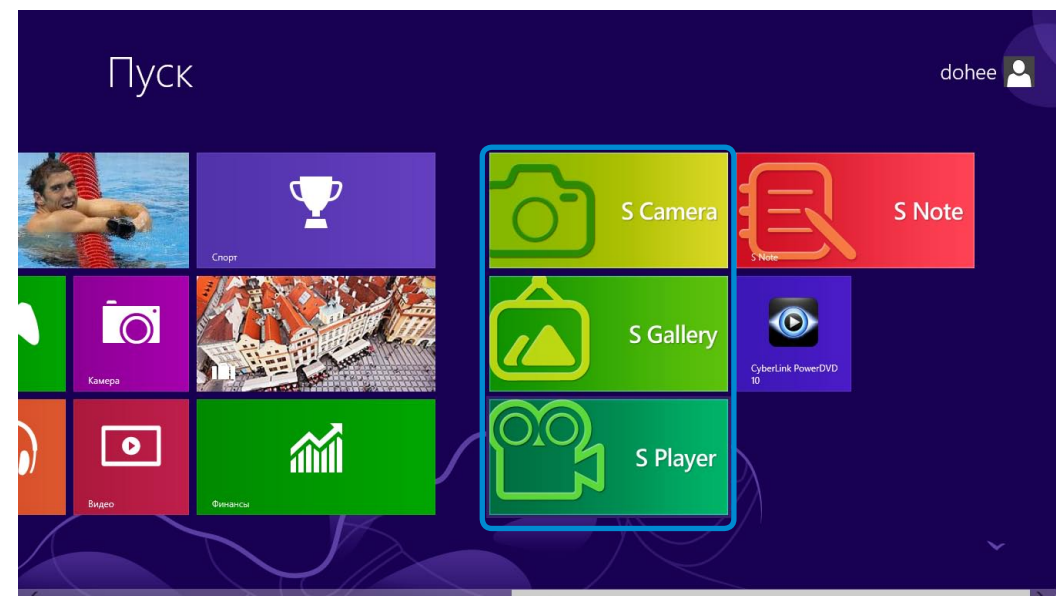 Пуск
dohee
Спорт
S Camera
S Note
S Note
Камера
S Gallery
CyberLink PowerDVD
10
Видео
Финансы
S Player